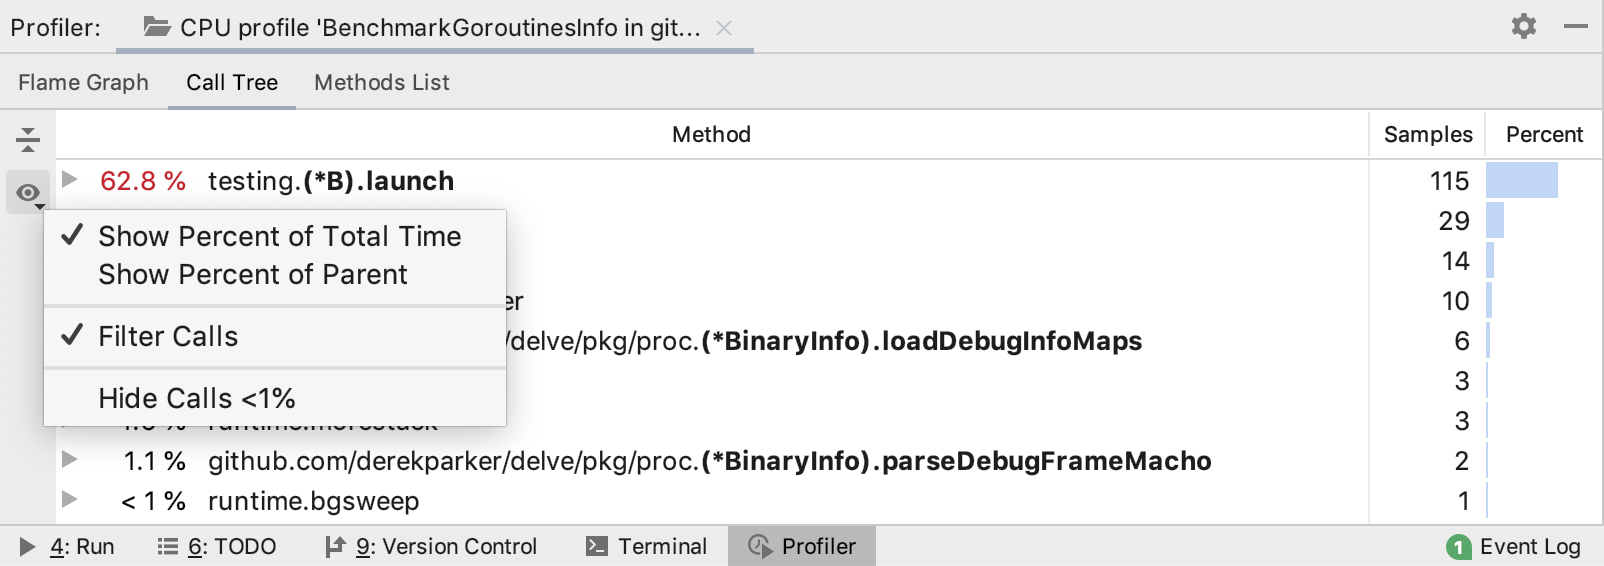 Profiler: CPU profile 'BenchmarkGoroutinesInfo in git...
Flame Graph Call Tree Methods List
Method Samples Percent
62.8 % testing.(*B).launch 115
29
Show Percent of Total Time
14
Show Percent of Parent
er 10
Filter Calls
/delve/pkg/proc.(*BinaryInfo).loadDebugInfoMaps 6
3
Hide Calls <1%
runtime.morestack 3
1.1 % github.com/derekparker/delve/pkg/proc.(*BinaryInfo).parseDebugFrameMacho 2
< 1 % runtime.bgsweep 1
4: Run 6: TODO 9: Version Control Terminal Profiler 1 Event Log